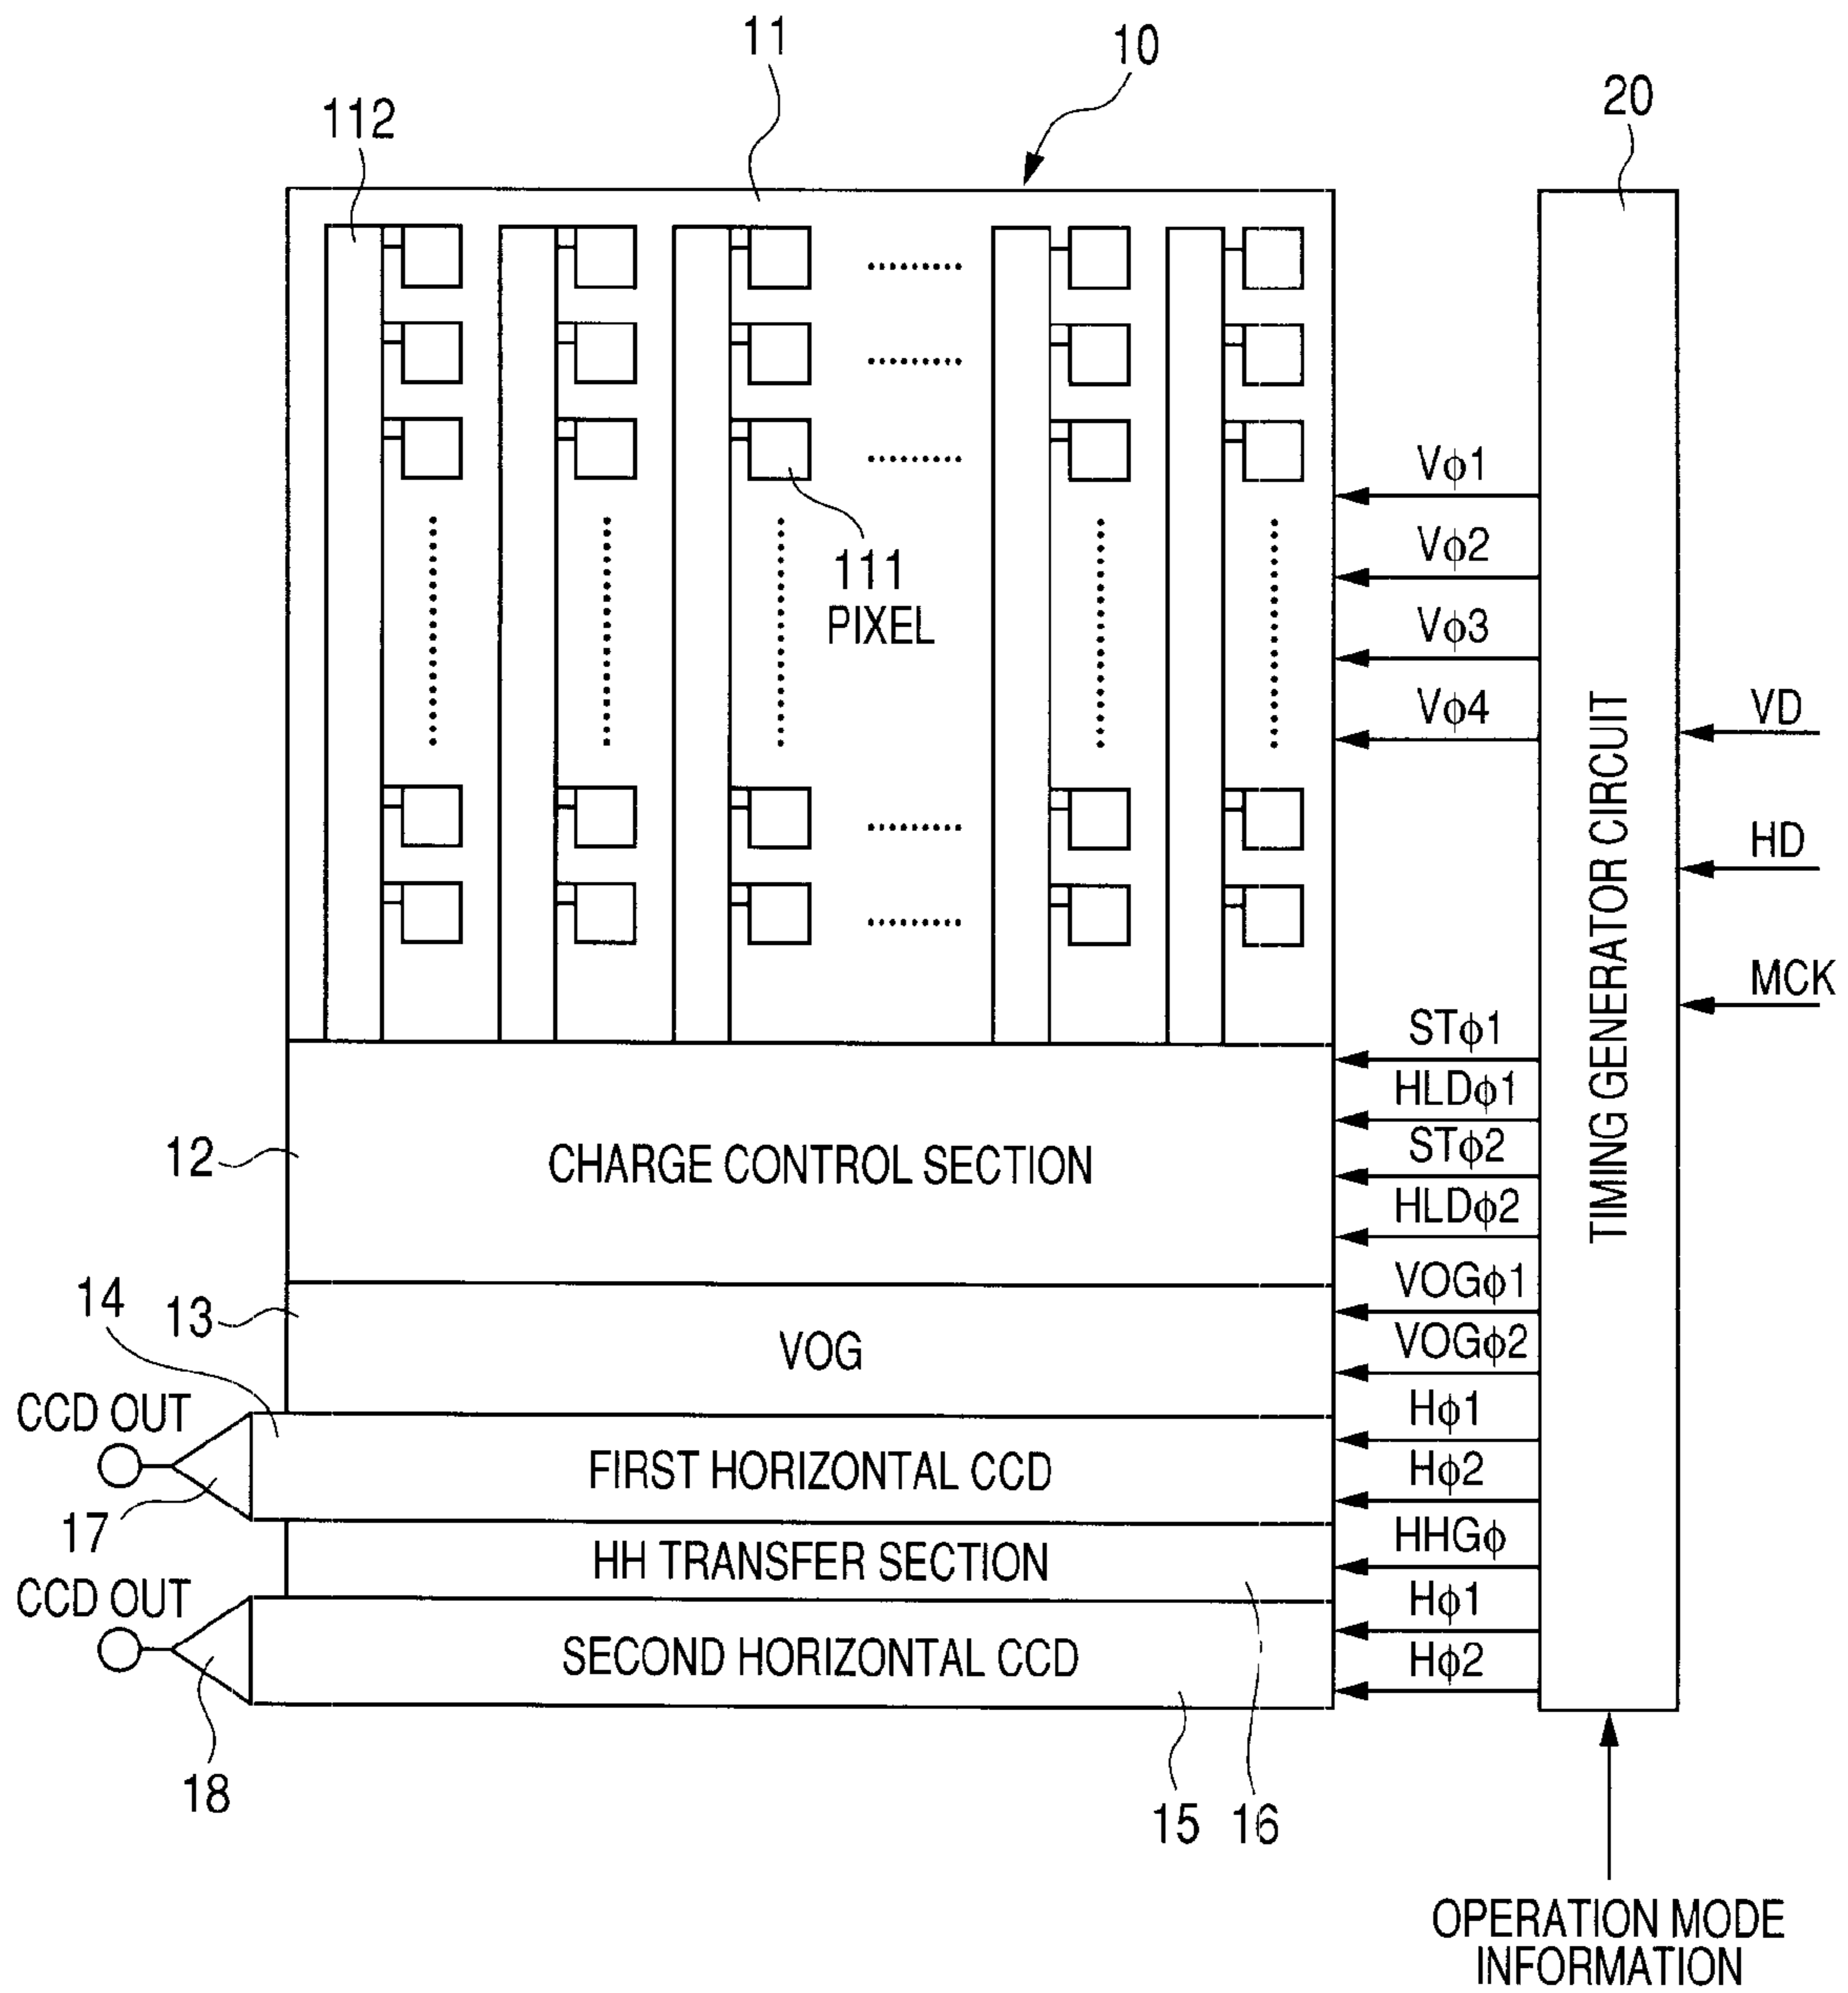 11
10
112
20
Vϕ1
Vϕ2
111
PIXEL
Vϕ3
Vϕ4
VD
HD
MCK
TIMING GENERATOR CIRCUIT
STϕ1
HLDϕ1
12
CHARGE CONTROL SECTION
STϕ2
HLDϕ2
14
13
VOG
VOGϕ1
VOGϕ2
CCD OUT
FIRST HORIZONTAL CCD
Hϕ1
Hϕ2
17
HH TRANSFER SECTION
HHGϕ
CCD OUT
SECOND HORIZONTAL CCD
Hϕ1
Hϕ2
18
15
16
OPERATION MODE
INFORMATION